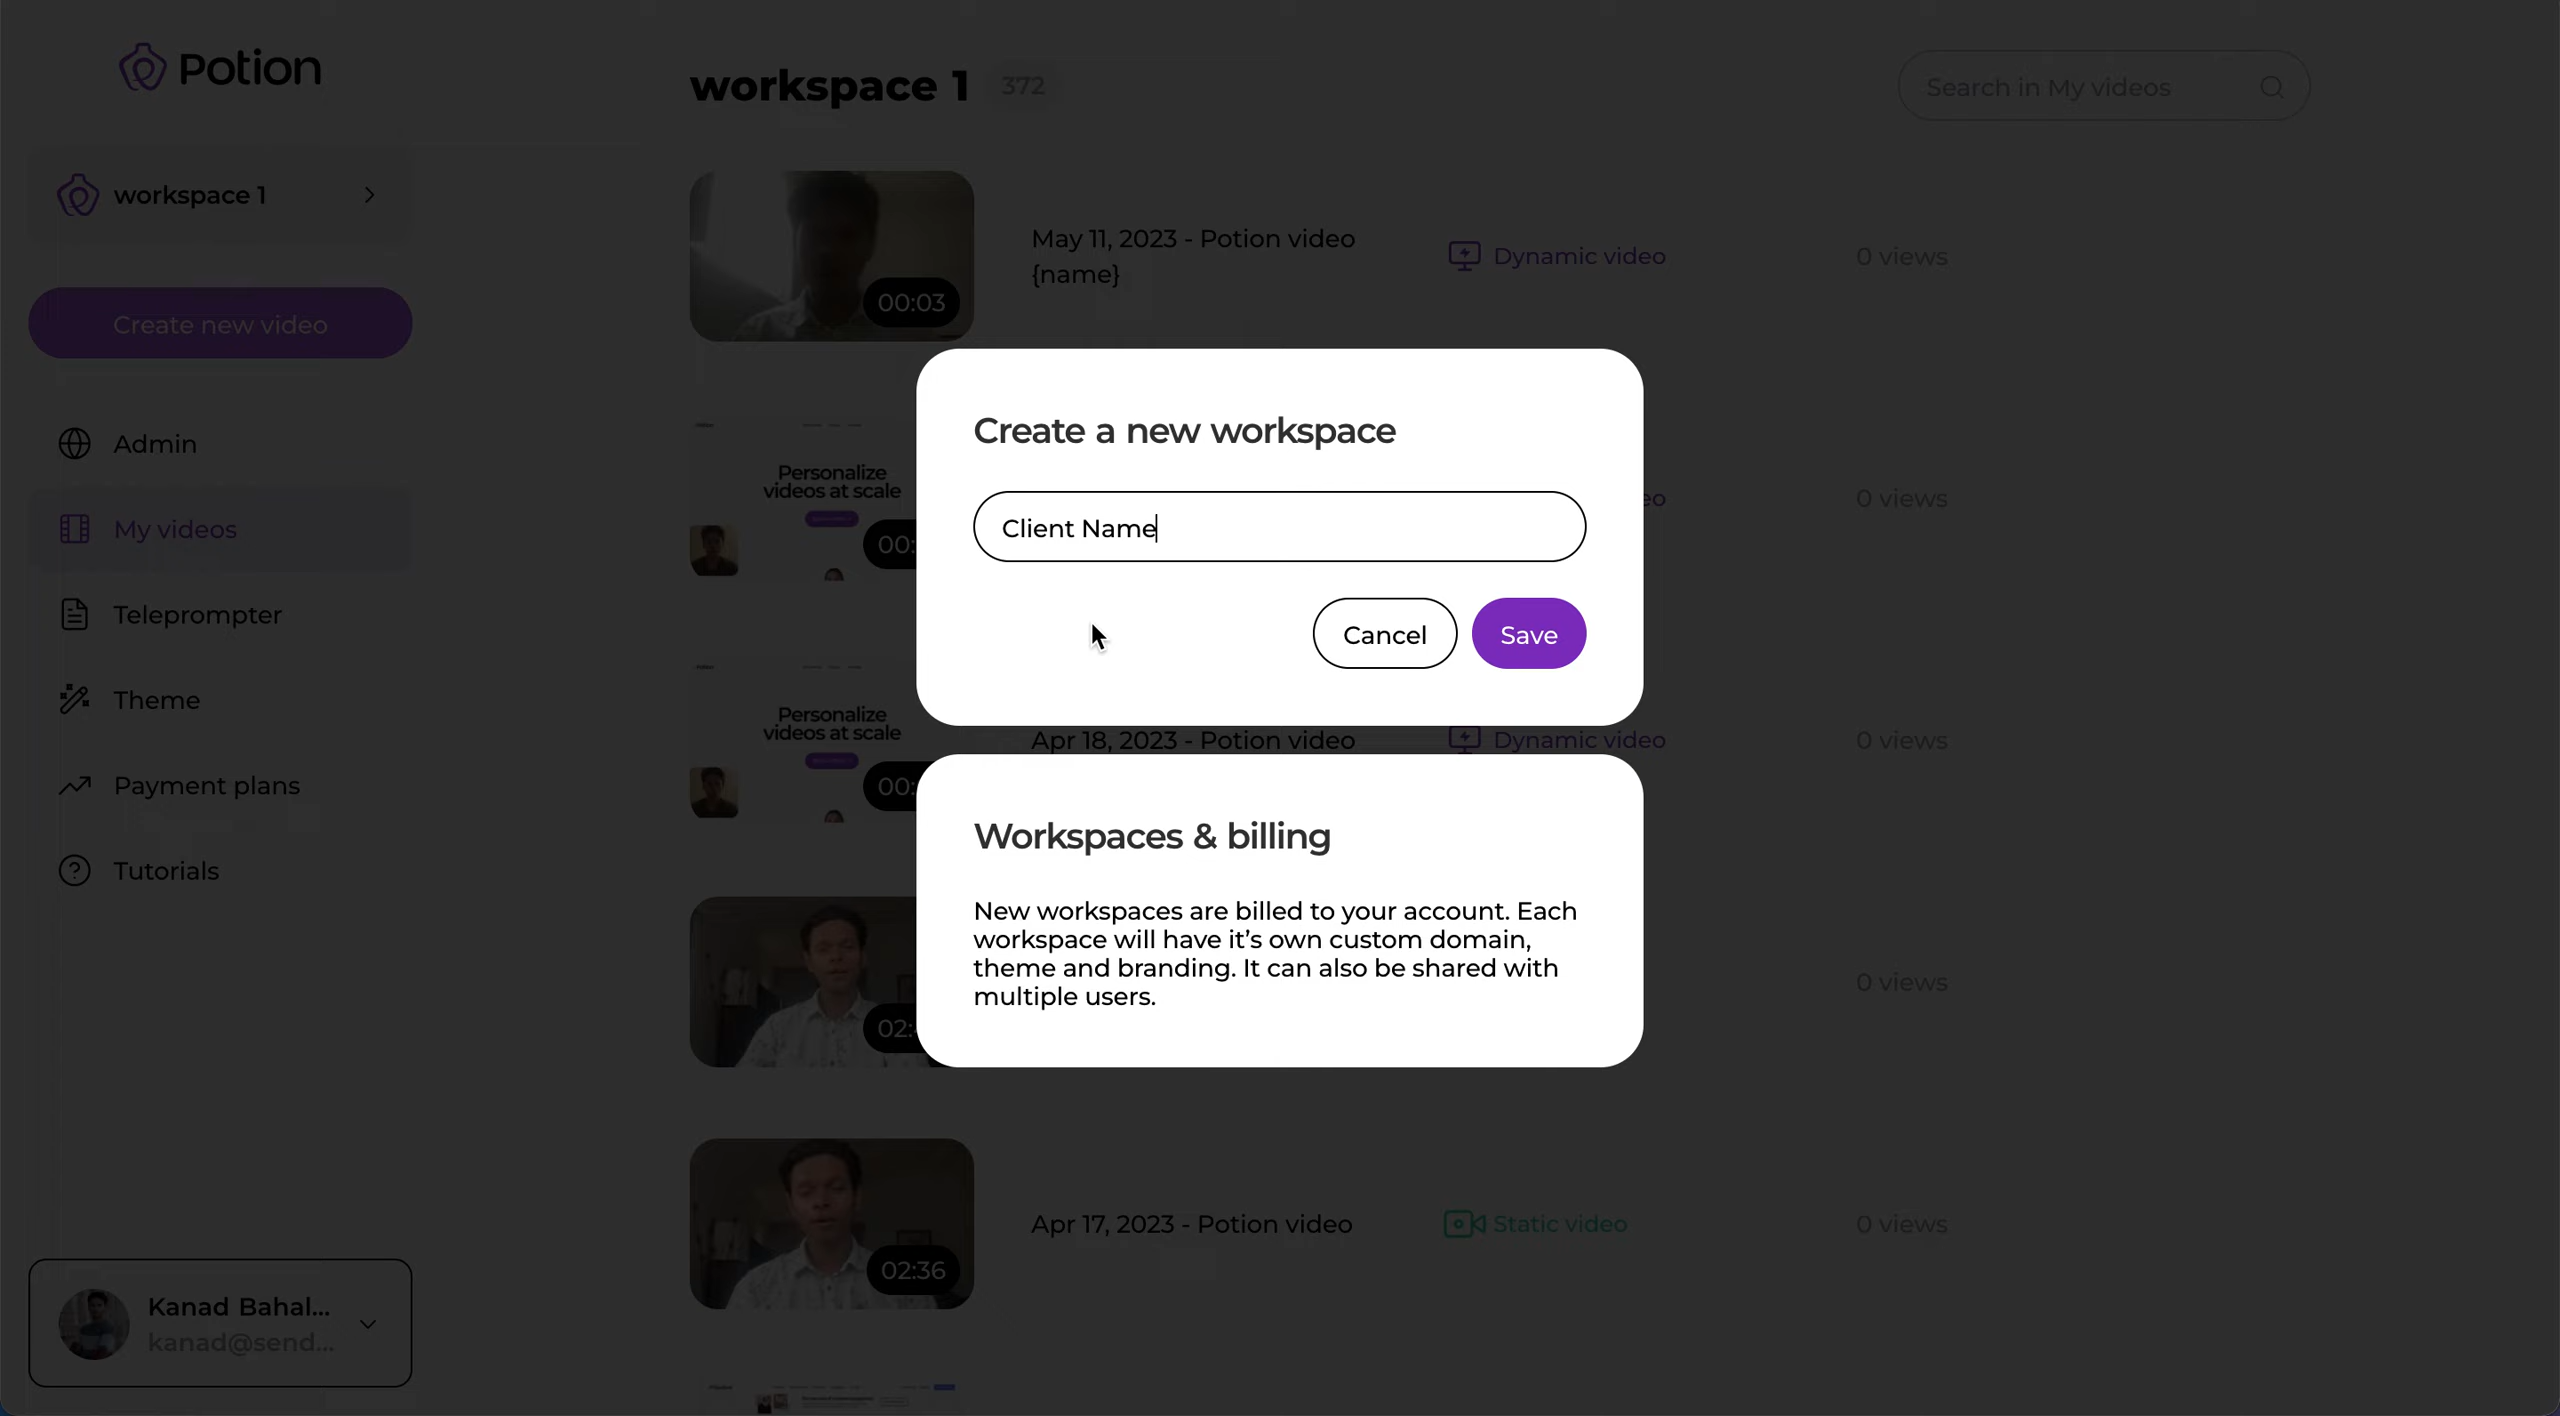 Potion
workspace 1
Create new video
Admin
My videos
Teleprompter
Theme
Payment plans
Tutorials
Kanad Bahal...
kanad@send...
workspace 1 372
Search in My videos
00:03
May 11, 2023 - Potion video
{name}
Dynamic video
0 views
Personalize
videos at scale
00:
eo
0 views
Personalize
videos at scale
00:
Apr 18, 2023 - Potion video
Dynamic video
0 views
02:
0 views
02:36
Apr 17, 2023 - Potion video
Static video
0 views
Create a new workspace
Client Name
Cancel
Save
Workspaces & billing
New workspaces are billed to your account. Each
workspace will have it’s own custom domain,
theme and branding. It can also be shared with
multiple users.